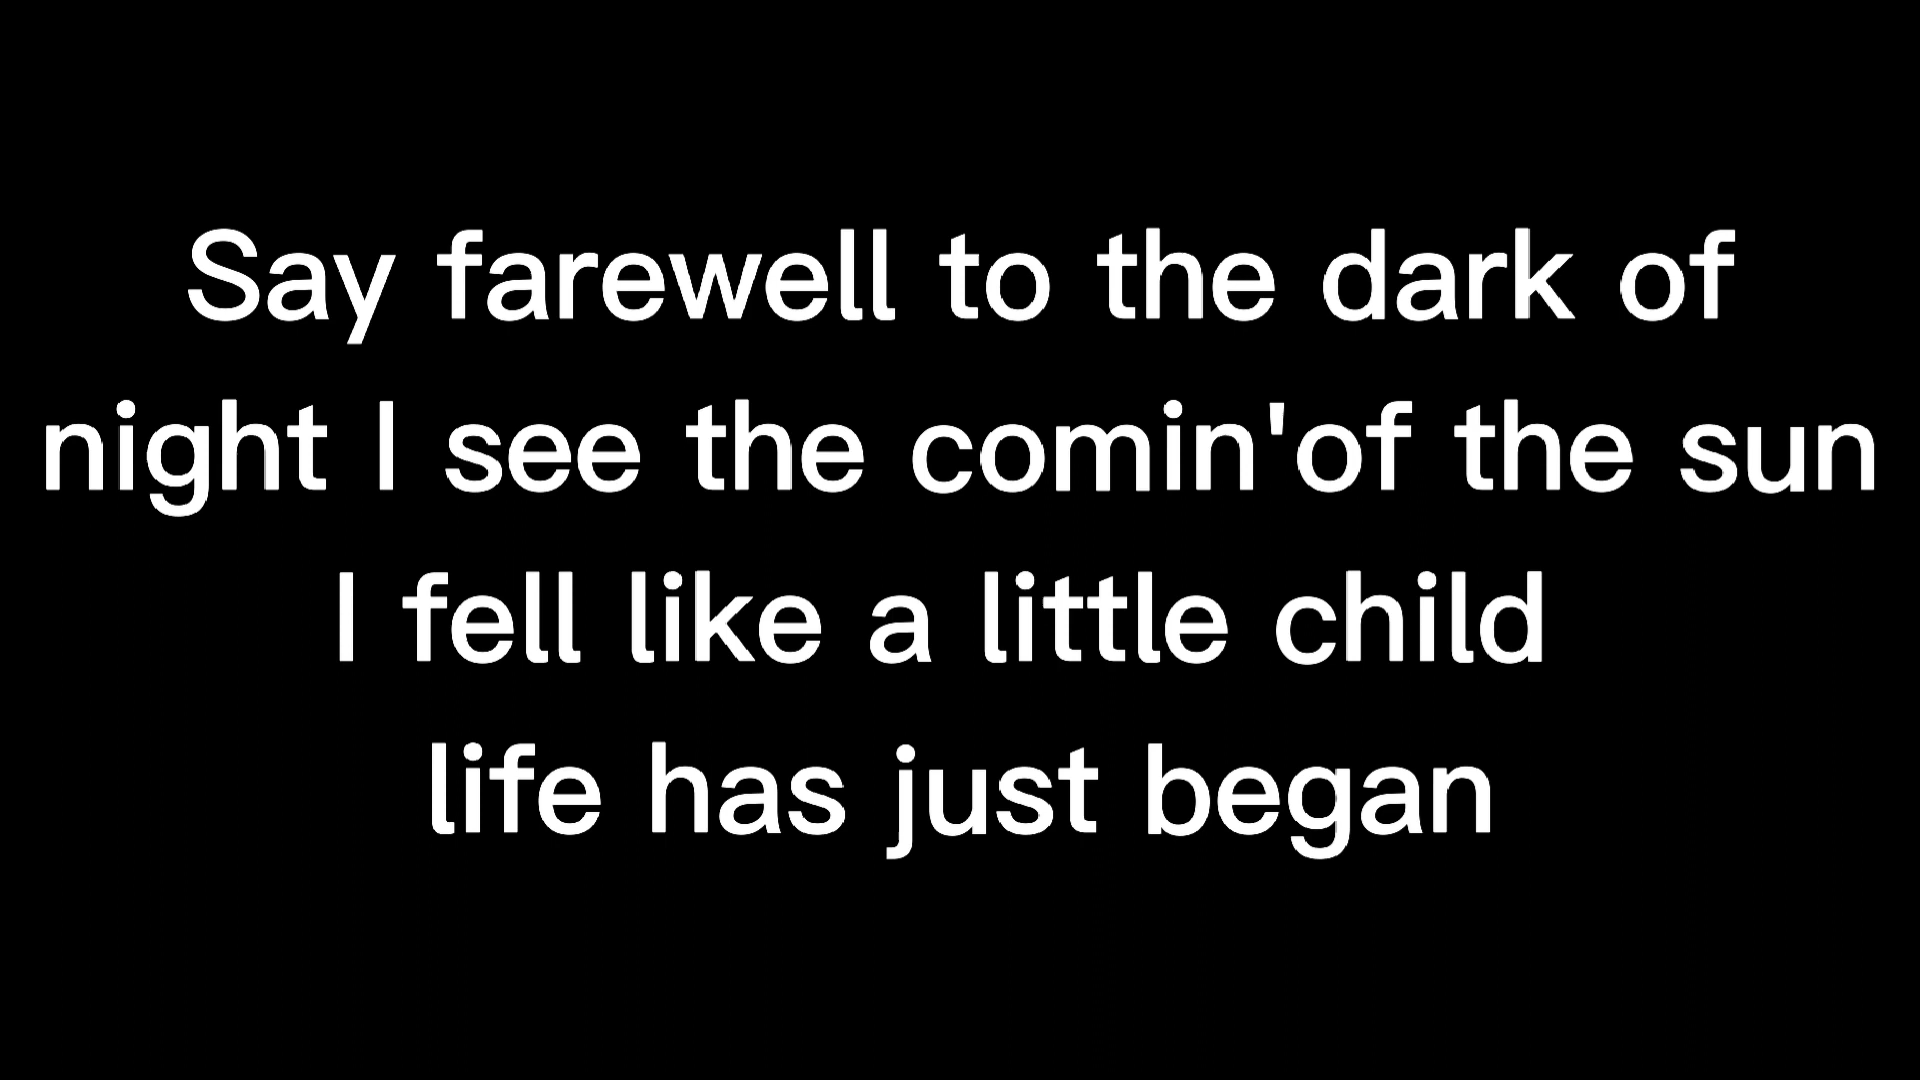 Say farewell to the dark of
night I see the comin'of the sun
I fell like a little child
life has just began